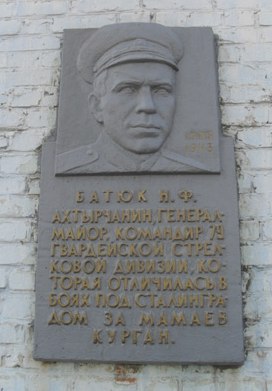 БАТЮК Н.Ф.
АХТЫРЧАНИН, ГЕНЕРАЛ-
МАЙОР, КОМАНДИР 79
ГВАРДЕЙСКОЙ СТРЕЛ-
КОВОЙ ДИВИЗИИ, КО-
ТОРАЯ ОТЛИЧИЛАСЬ В
БОЯХ ПОД СТАЛИНГРА-
ДОМ ЗА МАМАЕВ
КУРГАН.